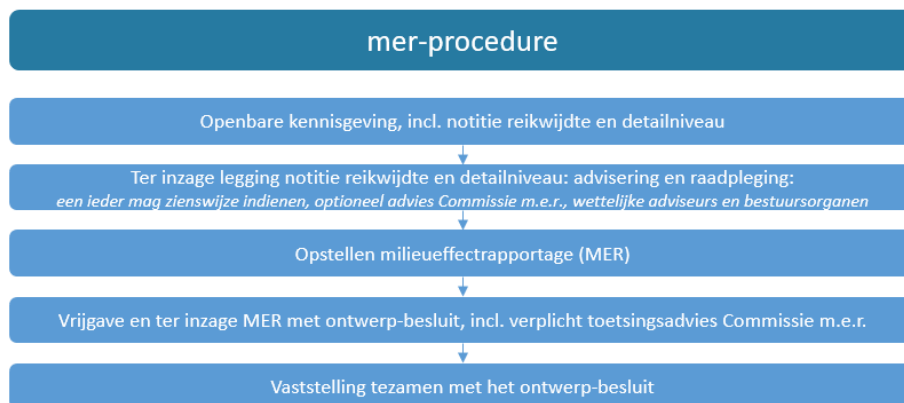 mer-procedure
Openbare kennisgeving, incl. notitie reikwijdte en detailniveau
Ter inzage legging notitie reikwijdte en detailniveau: advisering en raadpleging:
een ieder mag zienswijze indienen, optioneel advies Commissie m.e.r., wettelijke adviseurs en bestuursorganen
Opstellen milieueffectrapportage (MER)
Vrijgave en ter inzage MER met ontwerp-besluit, incl. verplicht toetsingsadvies Commissie m.e.r.
Vaststelling tezamen met het ontwerp-besluit